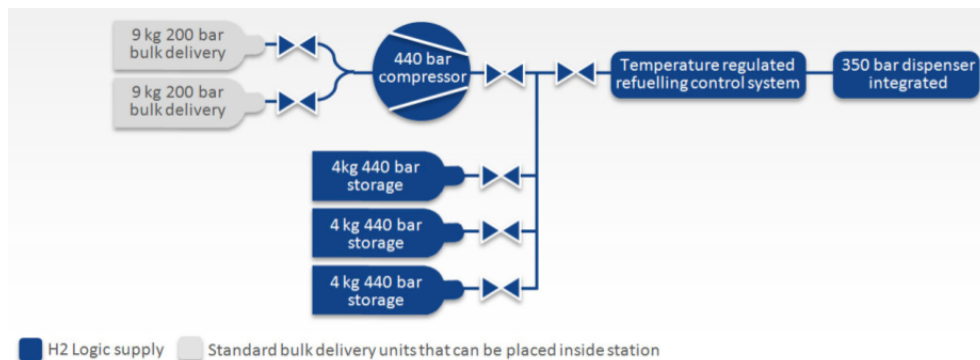 9 kg 200 bar
bulk delivery
9 kg 200 bar
bulk delivery
440 bar
compressor
Temperature regulated
refuelling control system
350 bar dispenser
integrated
4kg 440 bar
storage
4 kg 440 bar
storage
4 kg 440 bar
storage
H2 Logic supply
Standard bulk delivery units that can be placed inside station